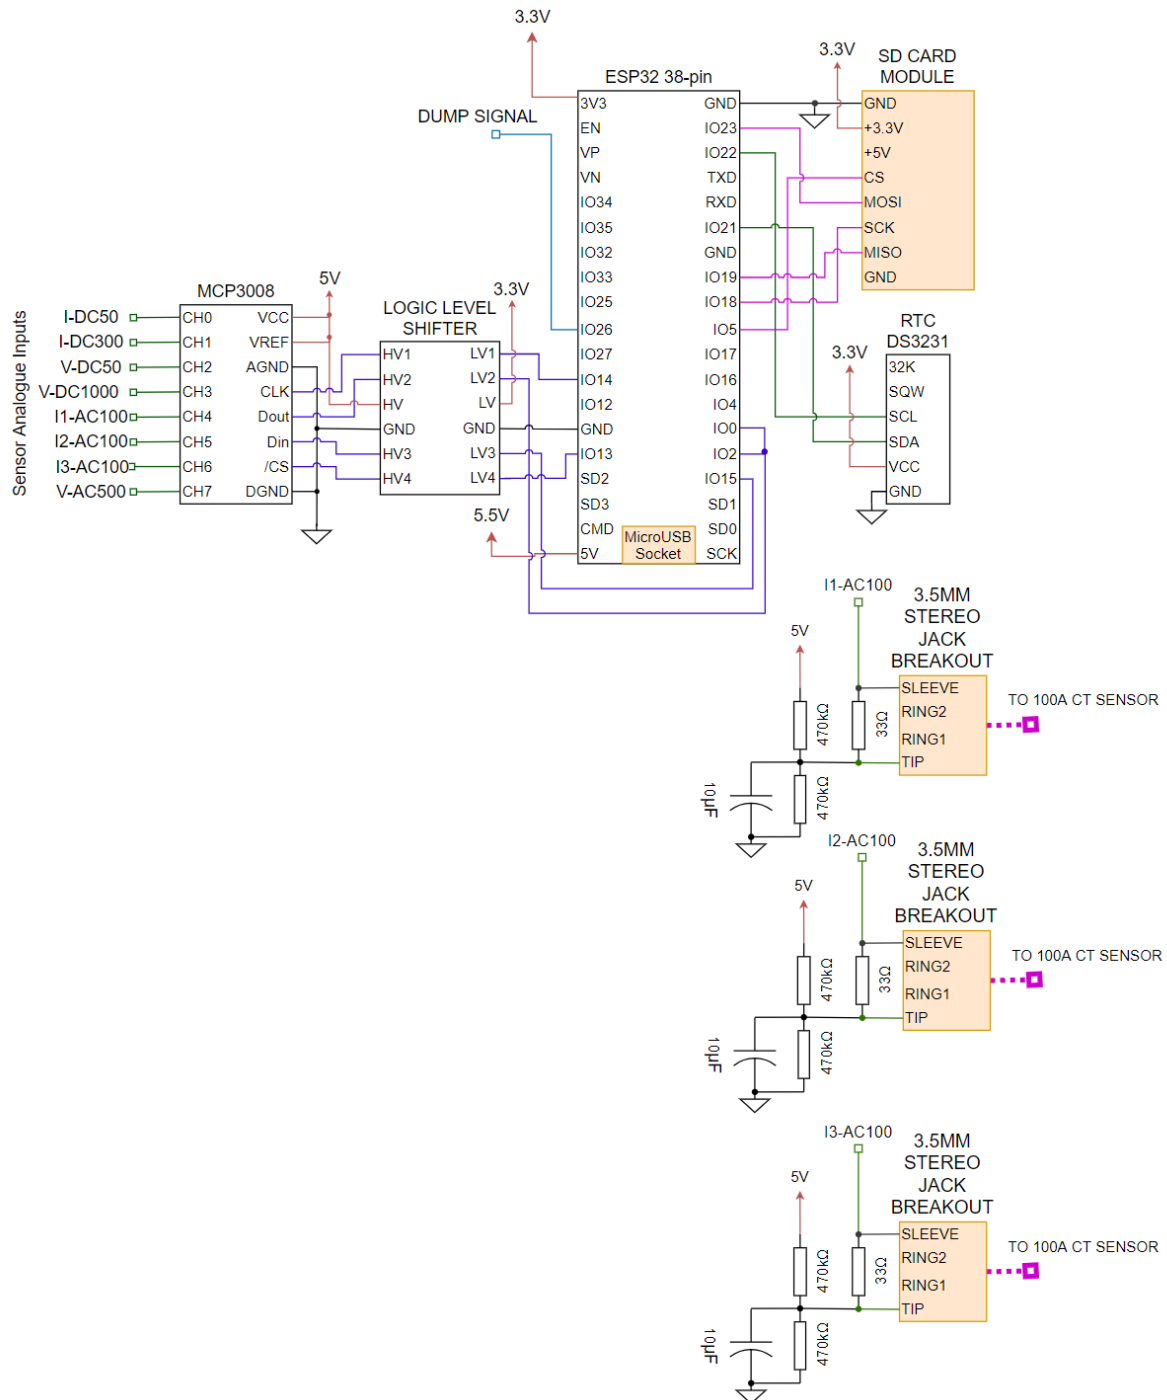 3.3V
ESP32 38-pin
3V3
EN
VP
VN
IO34
IO35
IO32
IO33
IO25
IO26
IO27
IO14
IO12
GND
IO13
SD2
SD3
CMD
5V
GND
IO23
IO22
TXD
RXD
IO21
GND
IO19
IO18
IO5
IO17
IO16
IO4
IO0
IO2
IO15
SD1
SD0
SCK
MicroUSB
Socket
DUMP SIGNAL
5.5V
3.3V
SD CARD
MODULE
GND
+3.3V
+5V
CS
MOSI
SCK
MISO
GND
RTC
DS3231
3.3V
32K
SQW
SCL
SDA
VCC
GND
Sensor Analogue Inputs
I-DC50
I-DC300
V-DC50
V-DC1000
I1-AC100
I2-AC100
I3-AC100
V-AC500
MCP3008
CH0
CH1
CH2
CH3
CH4
CH5
CH6
CH7
VCC
VREF
AGND
CLK
Dout
Din
/CS
DGND
5V
LOGIC LEVEL
SHIFTER
HV1
HV2
HV
GND
HV3
HV4
LV1
LV2
LV
GND
LV3
LV4
3.3V
I1-AC100
3.5MM
STEREO
JACK
BREAKOUT
5V
SLEEVE
RING2
RING1
TIP
TO 100A CT SENSOR
470kΩ
33Ω
10µF
470kΩ
I2-AC100
3.5MM
STEREO
JACK
BREAKOUT
5V
SLEEVE
RING2
RING1
TIP
TO 100A CT SENSOR
470kΩ
33Ω
10µF
470kΩ
I3-AC100
3.5MM
STEREO
JACK
BREAKOUT
5V
SLEEVE
RING2
RING1
TIP
TO 100A CT SENSOR
470kΩ
33Ω
10µF
470kΩ